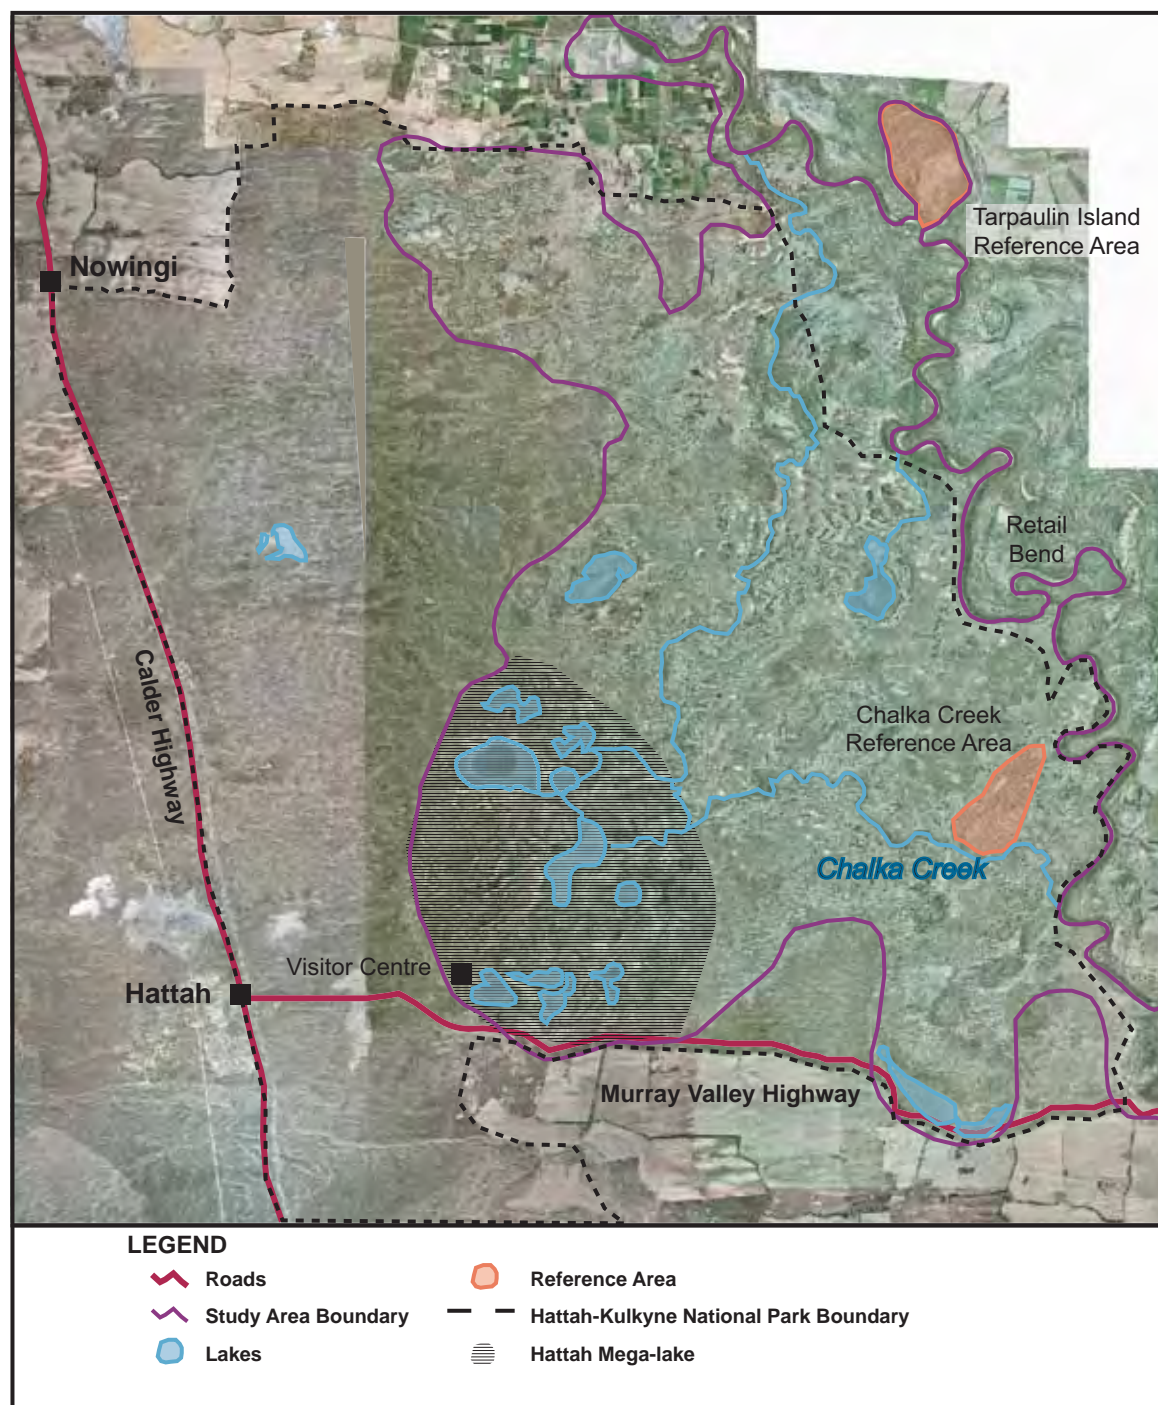 Tarpaulin Island
Reference Area
Nowingi
Retail
Bend
Calder Highway
Chalka Creek
Reference Area
Chalka Creek
Visitor Centre
Hattah
Murray Valley Highway
LEGEND
Roads
Reference Area
Study Area Boundary
Hattah-Kulkyne National Park Boundary
Lakes
Hattah Mega-lake